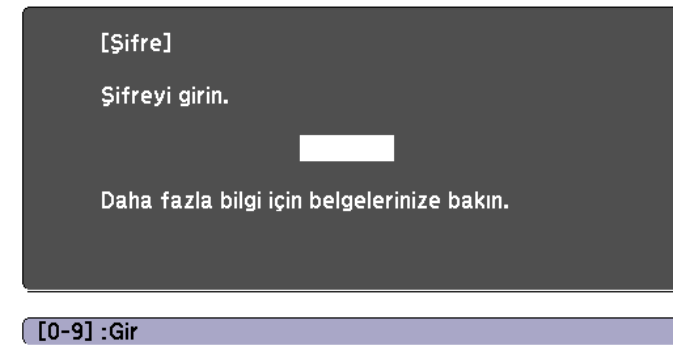 [Şifre]
Şifreyi girin.
Daha fazla bilgi için belgelerinize bakın.
[0-9] :Gir